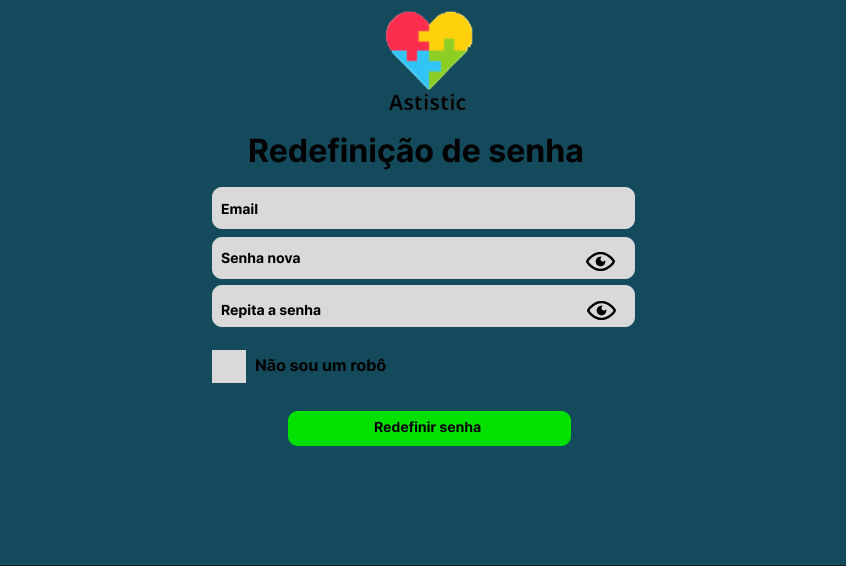 Astistic
Redefinição de senha
Email
Senha nova
Repita a senha
Não sou um robô
Redefinir senha